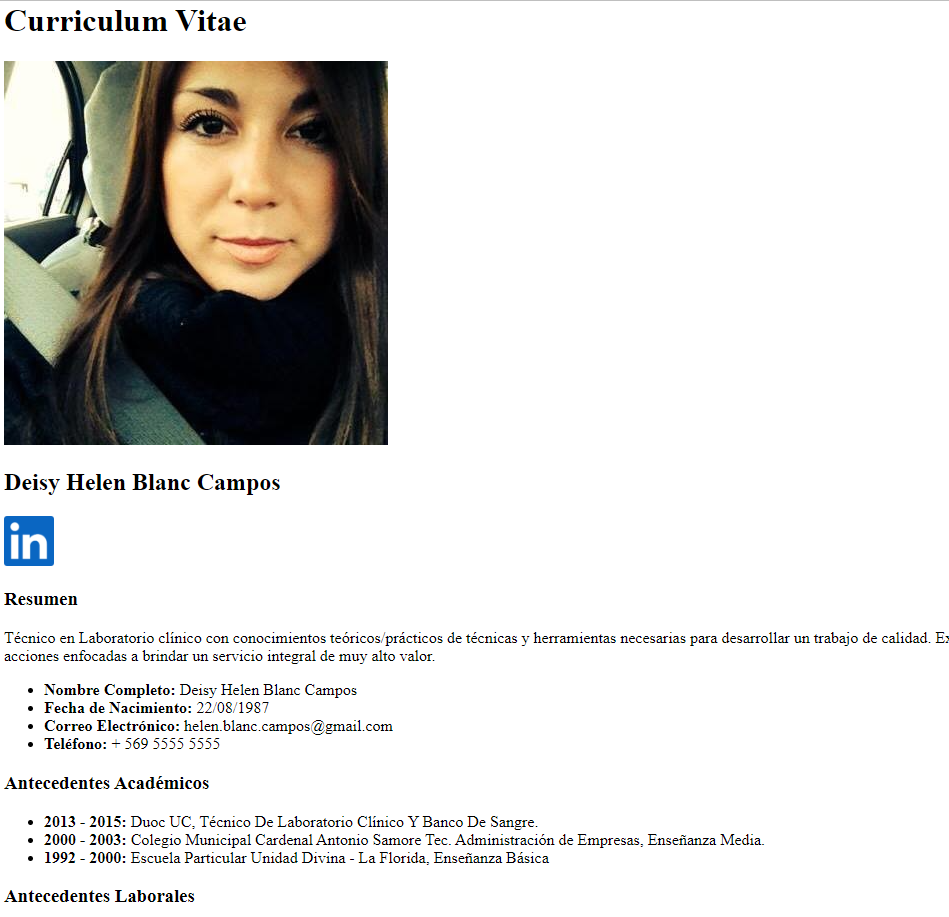 Curriculum Vitae
Deisy Helen Blanc Campos
in
Resumen
Técnico en Laboratorio clínico con conocimientos teóricos/prácticos de técnicas y herramientas necesarias para desarrollar un trabajo de calidad.
acciones enfocadas a brindar un servicio integral de muy alto valor.
Nombre Completo: Deisy Helen Blanc Campos
Fecha de Nacimiento: 22/08/1987
Correo Electrónico: helen.blanc.campos@gmail.com
Teléfono: + 569 5555 5555
Antecedentes Académicos
2013 - 2015: Duoc UC, Técnico De Laboratorio Clínico Y Banco De Sangre.
2000 - 2003: Colegio Municipal Cardenal Antonio Samore Tec. Administración de Empresas, Enseñanza Media.
1992 - 2000: Escuela Particular Unidad Divina - La Florida, Enseñanza Básica
Antecedentes Laborales